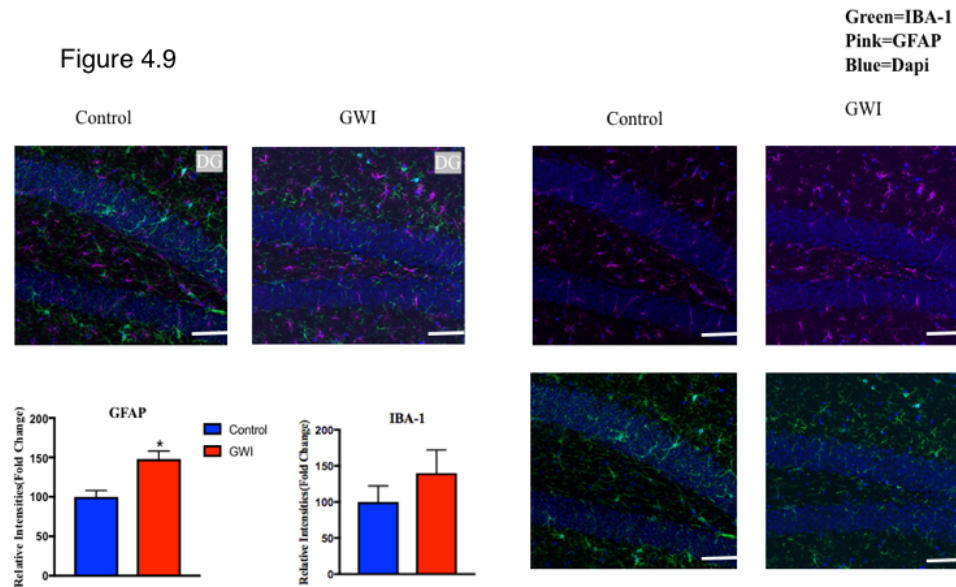 Green=IBA-1
Pink=GFAP
Blue=Dapi
Figure 4.9
Control
GWI
Control
GWI
DG
DG
GFAP
Relative Intensities(Fold Change)
200
150
100
50
0
*
Control
GWI
IBA-1
Relative Intensities(Fold Change)
200
150
100
50
0